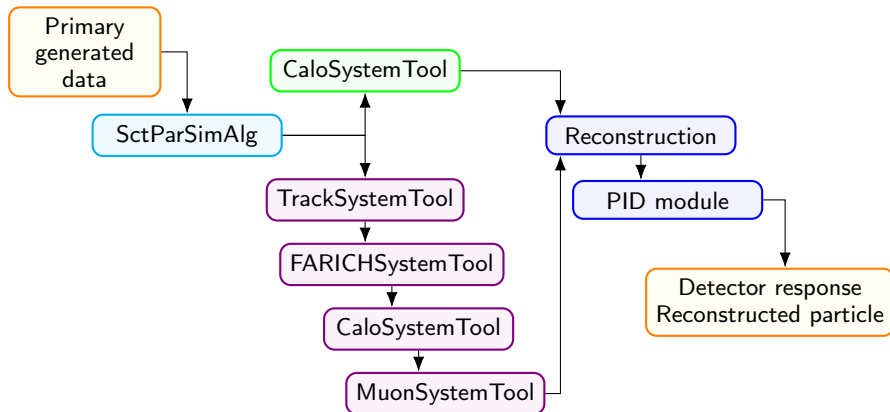 Primary
generated
data
SctParSimAlg
CaloSystemTool
TrackSystemTool
FARICHSystemTool
CaloSystemTool
MuonSystemTool
Reconstruction
PID module
Detector response
Reconstructed particle